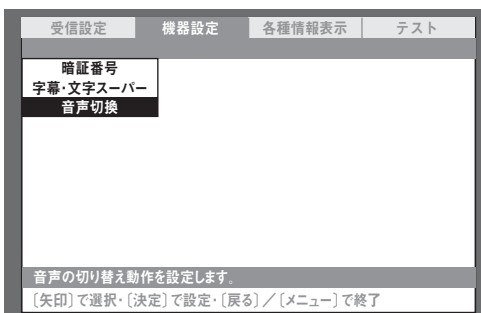 受信設定 機器設定 各種情報表示 テスト
暗証番号
字幕・文字スーパー
音声切換
音声の切り替え動作を設定します。
〔矢印〕で選択・〔決定〕で設定・〔戻る〕／〔メニュー〕で終了